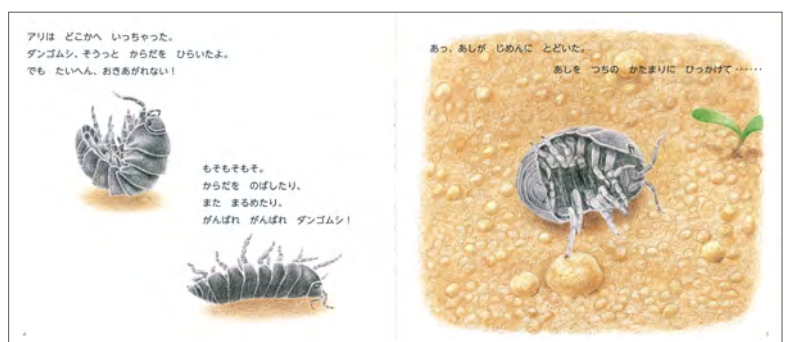 アリは どこかへ いっちゃった。
ダンゴムシ、そうっと からだを ひらいたよ。
でも たいへん、おきあがれない!
もそもそもそ。
からだを のばしたり、
また まるめたり。
がんばれ がんばれ ダンゴムシ!
4
あっ、あしが じめんに とどいた。
あしを つちの かたまりに ひっかけて……
5